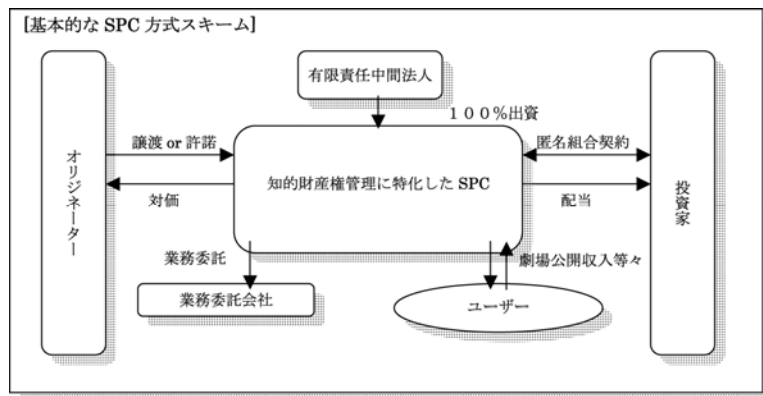 [基本的な SPC 方式スキーム]
有限責任中間法人
１００％出資
オリジネーター
譲渡 or 許諾
対価
知的財産権管理に特化した SPC
匿名組合契約
配当
投資家
業務委託
業務委託会社
劇場公開収入等々
ユーザー